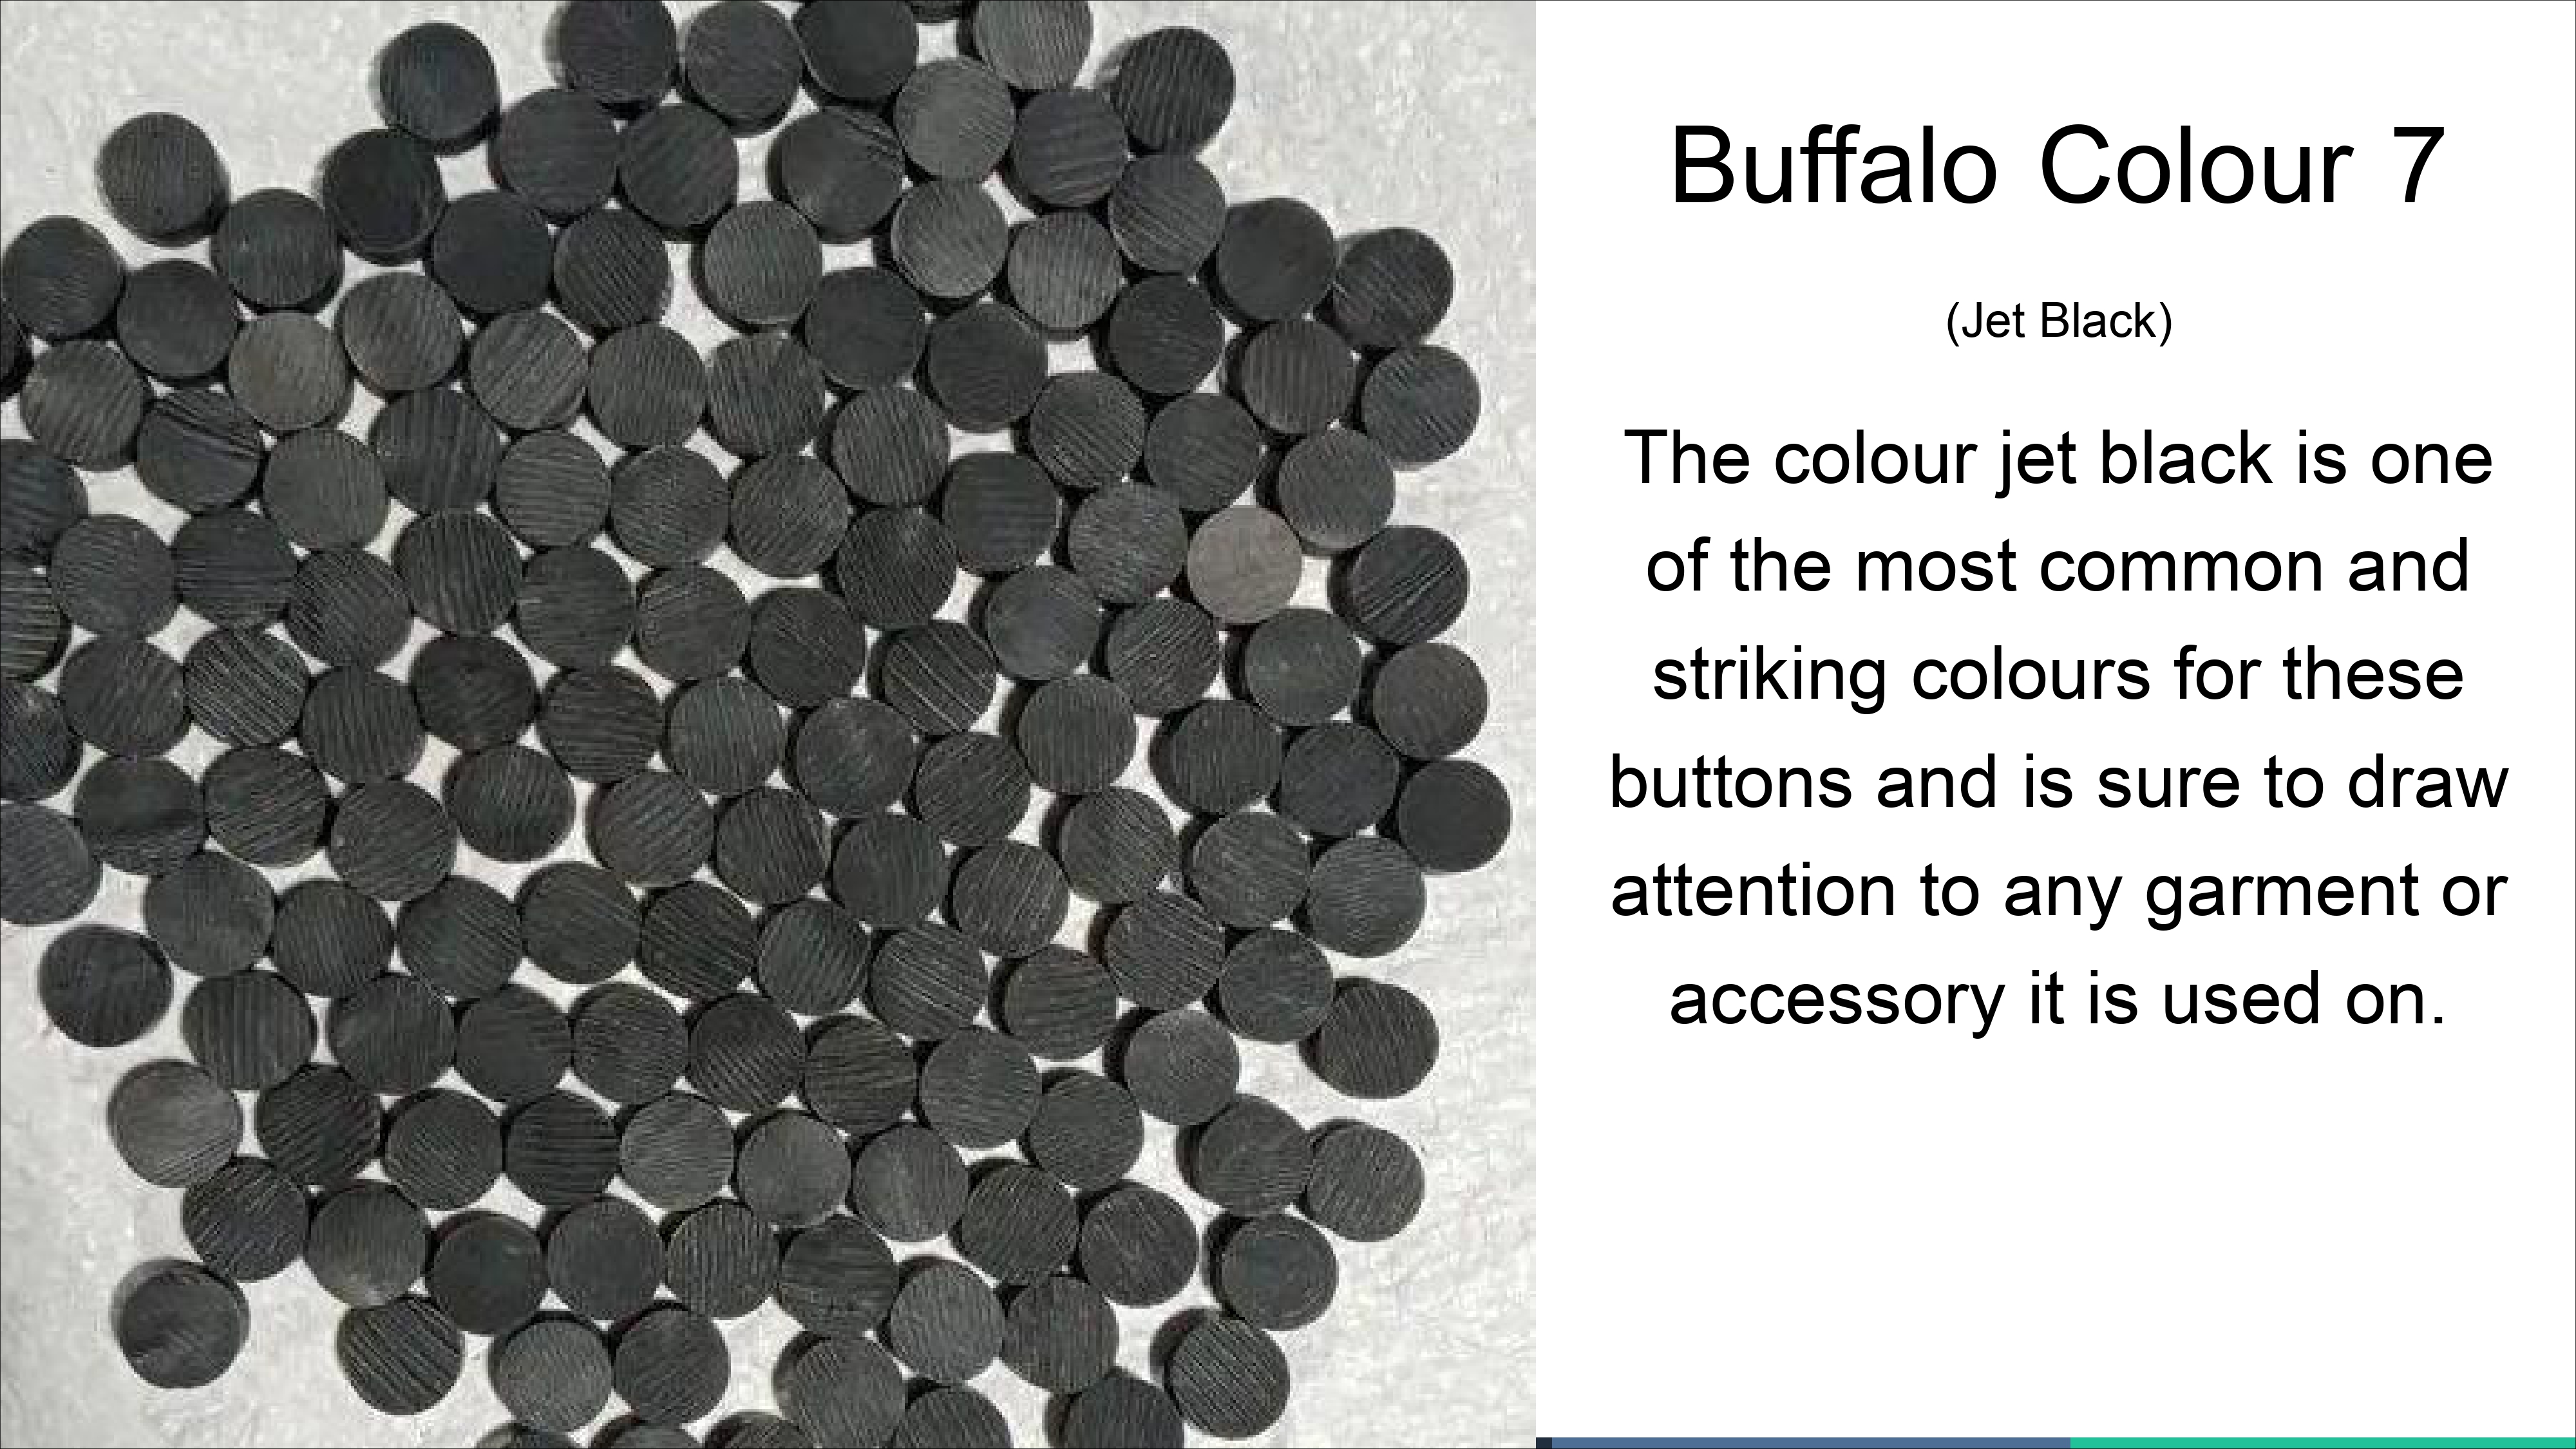 Buffalo Colour 7
(Jet Black)
The colour jet black is one
of the most common and
striking colours for these
buttons and is sure to draw
attention to any garment or
accessory it is used on.